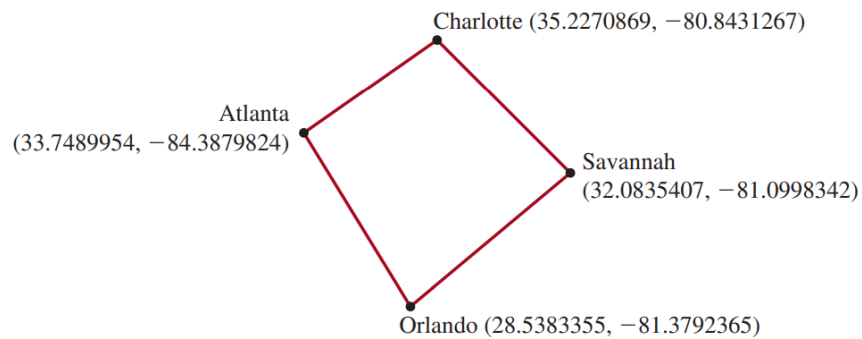 Charlotte (35.2270869, −80.8431267)
Atlanta
(33.7489954, −84.3879824)
Savannah
(32.0835407, −81.0998342)
Orlando (28.5383355, −81.3792365)